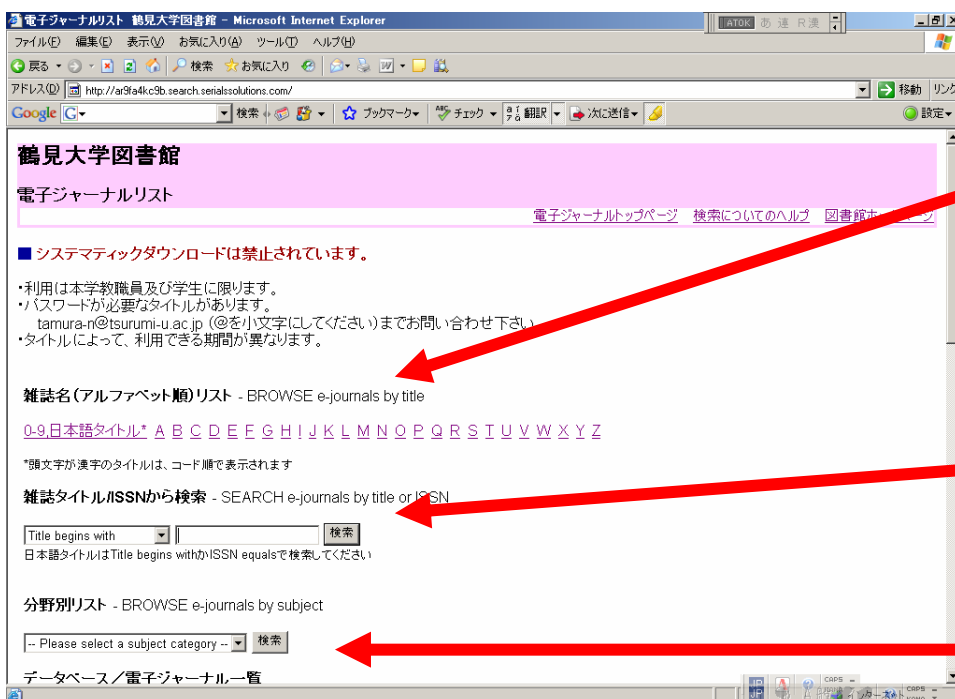 電子ジャーナルリスト 鶴見大学図書館 - Microsoft Internet Explorer
ATOK あ 連 R漢
ファイル(F) 編集(E) 表示(V) お気に入り(A) ツール(T) ヘルプ(H)
戻る 検索 お気に入り
アドレス(D) http://ar9fa4kc9b.search.serialssolutions.com/ 移動 リンク
Google G 検索 ブックマーク ABC チェック 翻訳 次に送信 設定
鶴見大学図書館
電子ジャーナルリスト
電子ジャーナルトップページ 検索についてのヘルプ 図書館ホームページ
■ システマティックダウンロードは禁止されています。
・利用は本学教職員及び学生に限ります。
・パスワードが必要なタイトルがあります。
tamura-n@tsurumi-u.ac.jp (@を小文字にしてください)までお問い合わせ下さい
・タイトルによって、利用できる期間が異なります。
雑誌名(アルファベット順)リスト - BROWSE e-journals by title
0-9,日本語タイトル* A B C D E F G H I J K L M N O P Q R S T U V W X Y Z
*頭文字が漢字のタイトルは、コード順で表示されます
雑誌タイトル/ISSNから検索 - SEARCH e-journals by title or ISSN
Title begins with 検索
日本語タイトルはTitle begins withかISSN equalsで検索してください
分野別リスト - BROWSE e-journals by subject
-- Please select a subject category -- 検索
データベース/電子ジャーナル一覧
JP CAPS